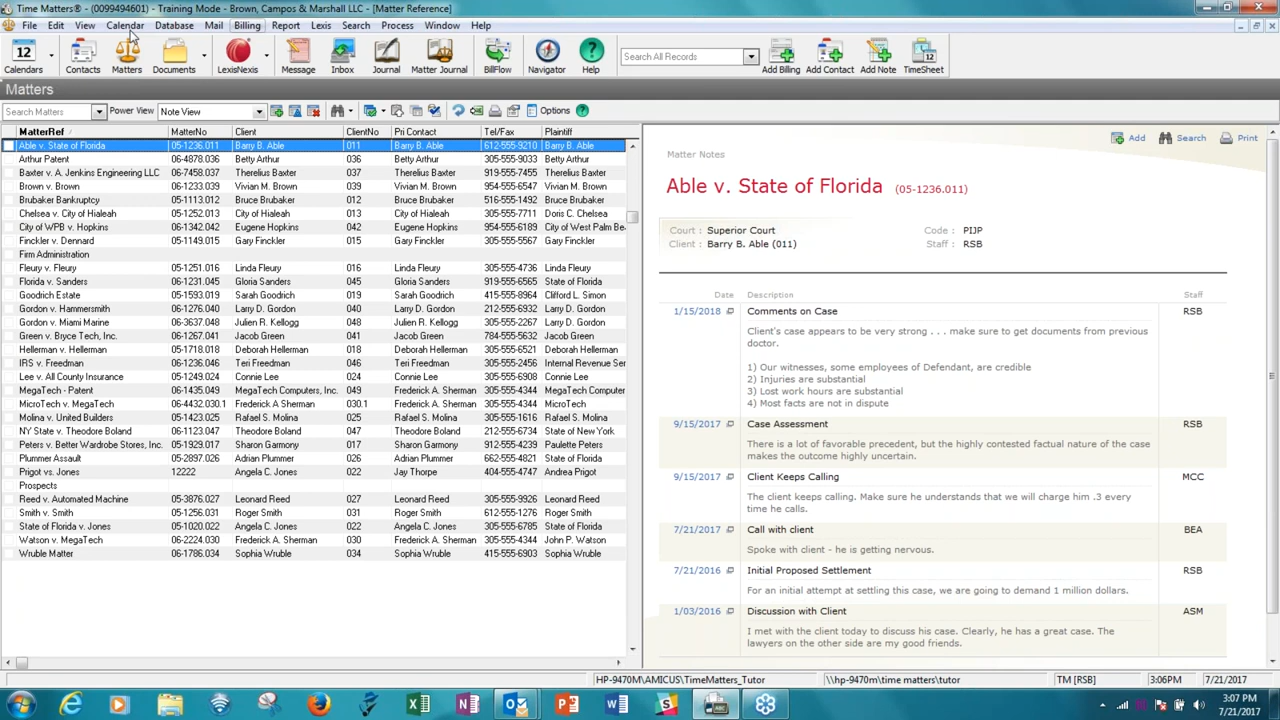 Time Matters® - (0099494601) - Training Mode - Brown, Campos & Marshall LLC - [Matter Reference]
File Edit View Calendar Database Mail Billing Report Lexis Search Process Window Help
12 Search All Records 12
Calendars Contacts Matters Documents LexisNexis Message Inbox Journal Matter Journal BillFlow Navigator Help Add Billing Add Contact Add Note TimeSheet
Matters
Search Matters Power View Note View Options
MatterRef MatterNo Client ClientNo Pri Contact Tel/Fax Plaintiff
Able v. State of Florida 05-1236.011 Barry B. Able 011 Barry B. Able 612-555-9210 Barry B. Able
Arthur Patent 06-4878.036 Betty Arthur 036 Betty Arthur 305-555-9033 Betty Arthur
Baxter v. A. Jenkins Engineering LLC 06-7458.037 Therelius Baxter 037 Therelius Baxter 919-555-7455 Therelius Baxter
Brown v. Brown 06-1233.039 Vivian M. Brown 039 Vivian M. Brown 954-555-6547 Vivian M. Brown
Brubaker Bankruptcy 05-1113.012 Bruce Brubaker 012 Bruce Brubaker 516-555-1492 Bruce Brubaker
Chelsea v. City of Hialeah 05-1252.013 City of Hialeah 013 City of Hialeah 305-555-7711 Doris C. Chelsea
City of WPB v. Hopkins 06-1342.042 Eugene Hopkins 042 Eugene Hopkins 954-555-6189 City of West Palm Bea
Finckler v. Dennard 05-1149.015 Gary Finckler 015 Gary Finckler 305-555-5567 Gary Finckler
Firm Administration
Fleury v. Fleury 05-1251.016 Linda Fleury 016 Linda Fleury 305-555-4736 Linda Fleury
Florida v. Sanders 06-1231.045 Gloria Sanders 045 Gloria Sanders 919-555-6565 State of Florida
Goodrich Estate 05-1593.019 Sarah Goodrich 019 Sarah Goodrich 415-555-8964 Clifford L. Simon
Gordon v. Hammersmith 06-1276.040 Larry D. Gordon 040 Larry D. Gordon 212-555-6932 Larry D. Gordon
Gordon v. Miami Marine 06-3637.048 Julien R. Kellogg 048 Julien R. Kellogg 305-555-2267 Larry D. Gordon
Green v. Bryce Tech, Inc. 06-1267.041 Jacob Green 041 Jacob Green 784-555-5632 Jacob Green
Hellerman v. Hellerman 05-1718.018 Deborah Hellerman 018 Deborah Hellerman 305-555-6521 Deborah Hellerman
IRS v. Freedman 06-1236.046 Teri Freedman 046 Teri Freedman 212-555-6354 Internal Revenue Ser
Lee v. All County Insurance 05-1249.024 Connie Lee 024 Connie Lee 305-555-6908 Connie Lee
MegaTech - Patent 06-1435.049 MegaTech Computers, Inc. 049 Frederick A. Sherman 305-555-4344 MegaTech Computer
MicroTech v. MegaTech 06-4432.030.1 Frederick A Sherman 030.1 Frederick A. Sherman 305-555-4344 MicroTech
Molina v. United Builders 05-1423.025 Rafael S. Molina 025 Rafael S. Molina 305-555-1616 Rafael S. Molina
NY State v. Theodore Boland 06-1123.047 Theodore Boland 047 Theodore Boland 212-555-6734 State of New York
Peters v. Better Wardrobe Stores, Inc. 05-1929.017 Sharon Garmony 017 Sharon Garmony 912-555-4239 Paulette Peters
Plummer Assault 05-2897.026 Adrian Plummer 026 Adrian Plummer 662-555-4821 State of Florida
Prigot vs. Jones 12222 Angela C. Jones 022 Jay Thorpe 404-555-4747 Andrea Prigot
Prospects
Reed v. Automated Machine 05-3876.027 Leonard Reed 027 Leonard Reed 305-555-9926 Leonard Reed
Smith v. Smith 06-1256.031 Roger Smith 031 Roger Smith 612-555-1276 Roger Smith
State of Florida v. Jones 05-1020.022 Angela C. Jones 022 Angela C. Jones 305-555-6785 State of Florida
Watson v. MegaTech 06-2224.030 Frederick A. Sherman 030 Frederick A. Sherman 305-555-4344 John P. Watson
Wruble Matter 06-1786.034 Sophia Wruble 034 Sophia Wruble 415-555-6903 Sophia Wruble
Add Search Print
Matter Notes
Able v. State of Florida (05-1236.011)
Court : Superior Court Code : PIJP
Client : Barry B. Able (011) Staff : RSB
Date Description Staff
1/15/2018 Comments on Case RSB
Client's case appears to be very strong . . . make sure to get documents from previous
doctor.
1) Our witnesses, some employees of Defendant, are credible
2) Injuries are substantial
3) Lost work hours are substantial
4) Most facts are not in dispute
9/15/2017 Case Assessment RSB
There is a lot of favorable precedent, but the highly contested factual nature of the case
makes the outcome highly uncertain.
9/15/2017 Client Keeps Calling MCC
The client keeps calling. Make sure he understands that we will charge him .3 every
time he calls.
7/21/2017 Call with client BEA
Spoke with client - he is getting nervous.
7/21/2016 Initial Proposed Settlement RSB
For an initial attempt at settling this case, we are going to demand 1 million dollars.
1/03/2016 Discussion with Client ASM
I met with the client today to discuss his case. Clearly, he has a great case. The
lawyers on the other side are my good friends.
HP-9470M\AMICUS\TimeMatters_Tutor \\hp-9470m\time matters\tutor TM [RSB] 3:06PM 7/21/2017
3:07 PM
7/21/2017